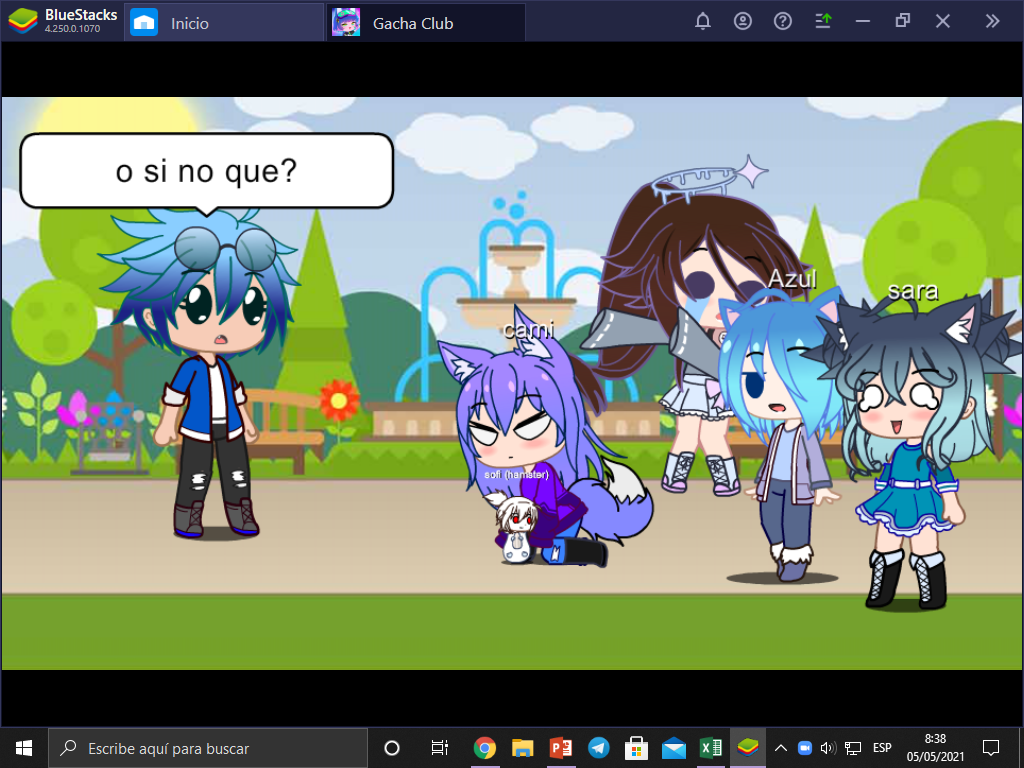 BlueStacks
4.250.0.1070
Inicio
Gacha Club
o si no que?
Azul
sara
cami
sofi (hamster)
Escribe aquí para buscar
ESP
8:38
05/05/2021